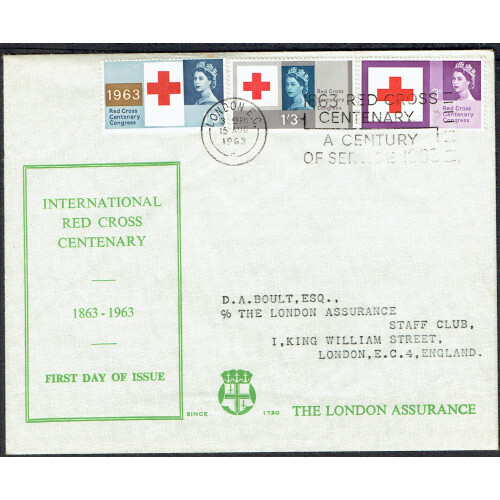 1963
Red Cross
Centenary
Congress
1/3
Red Cross
Centenary
Congress
Red Cross
Centenary
Congress
LONDON E.C.
15 AUG
1963
C
1863 RED CROSS
CENTENARY
A CENTURY
OF SERVICE 1963
INTERNATIONAL
RED CROSS
CENTENARY
1863-1963
FIRST DAY OF ISSUE
D.A.BOULT,ESQ.,
% THE LONDON ASSURANCE
STAFF CLUB,
1,KING WILLIAM STREET,
LONDON,E.C.4,ENGLAND.
SINCE 1720
THE LONDON ASSURANCE